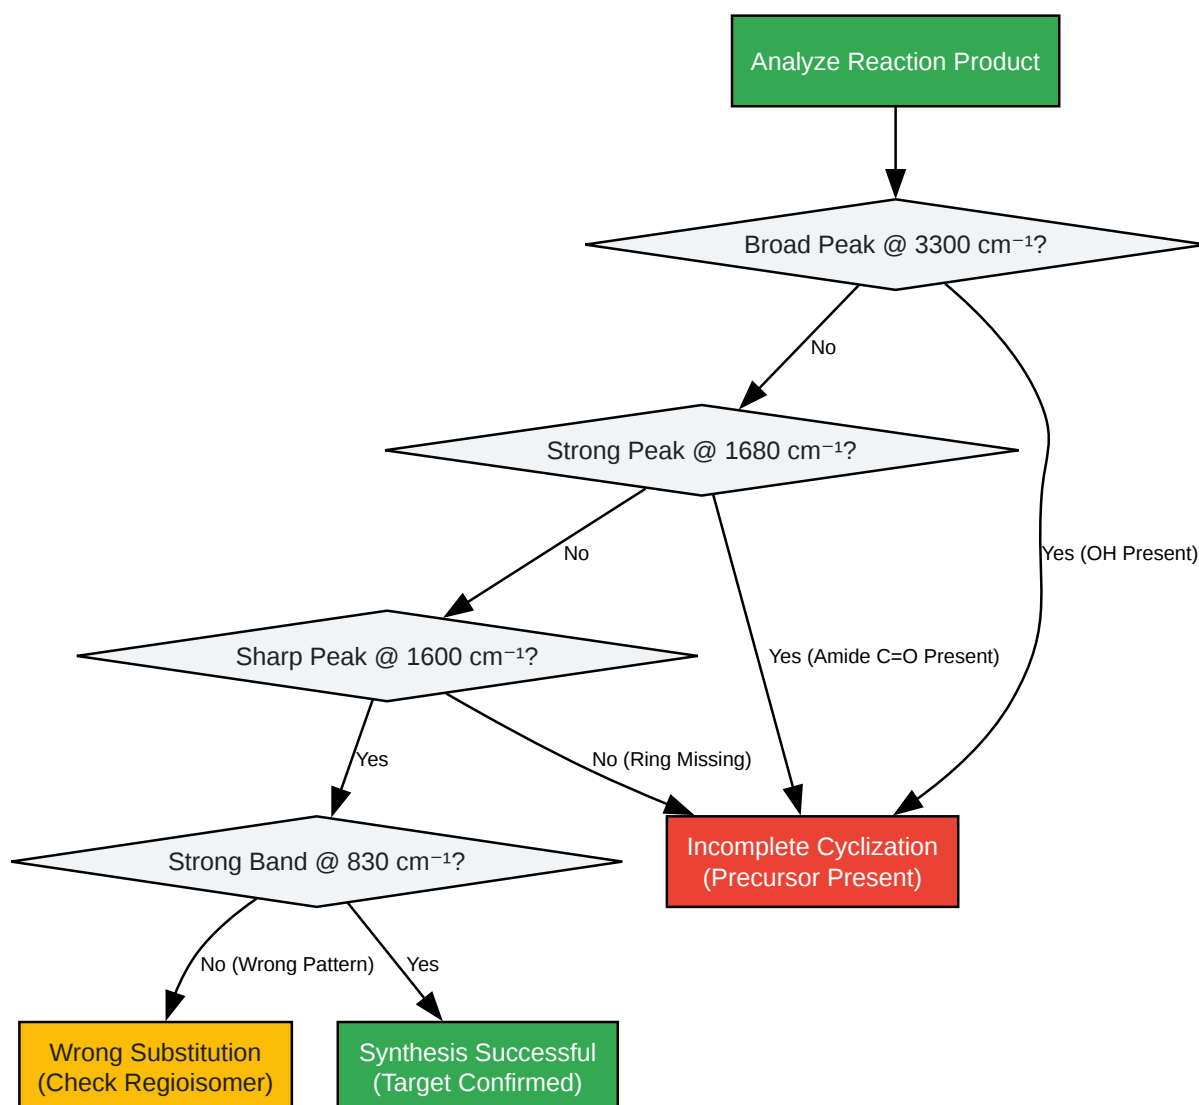 Analyze Reaction Product
Broad Peak @ 3300 cm⁻¹?
No
Strong Peak @ 1680 cm⁻¹?
No
Yes (OH Present)
Sharp Peak @ 1600 cm⁻¹?
Yes (Amide C=O Present)
Yes
No (Ring Missing)
Strong Band @ 830 cm⁻¹?
Incomplete Cyclization
(Precursor Present)
No (Wrong Pattern)
Yes
Wrong Substitution
(Check Regioisomer)
Synthesis Successful
(Target Confirmed)